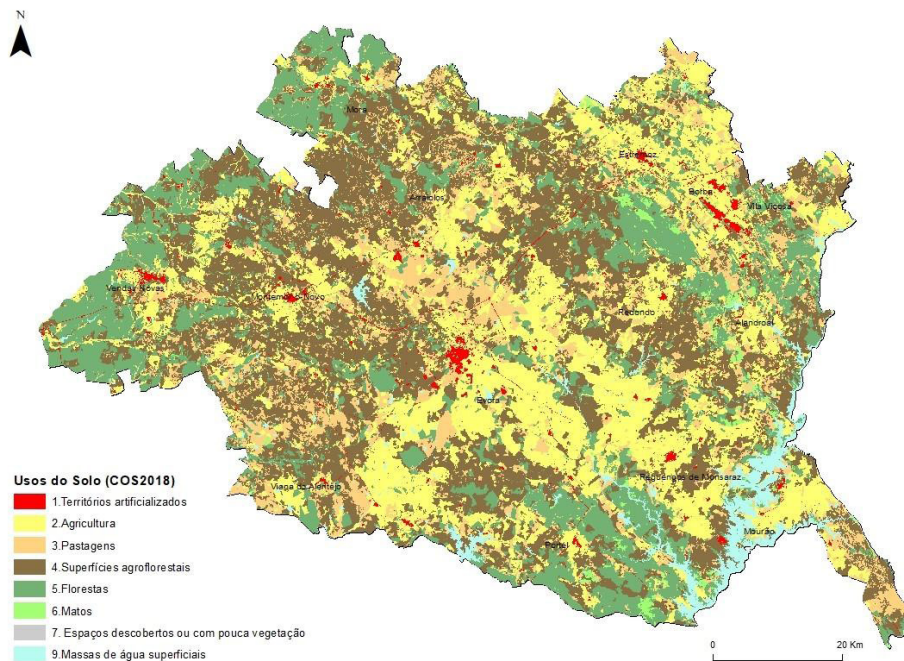 N
Mora
Estremoz
Borba
Vila Viçosa
Arraiolos
Vendas Novas
Montemor-o-Novo
Redondo
Alandroal
Évora
Reguengos de Monsaraz
Viana do Alentejo
Mourão
Portel
Usos do Solo (COS2018)
1.Territórios artificializados
2.Agricultura
3.Pastagens
4.Superfícies agroflorestais
5.Florestas
6.Matos
7. Espaços descobertos ou com pouca vegetação
9.Massas de água superficiais
0 20 Km